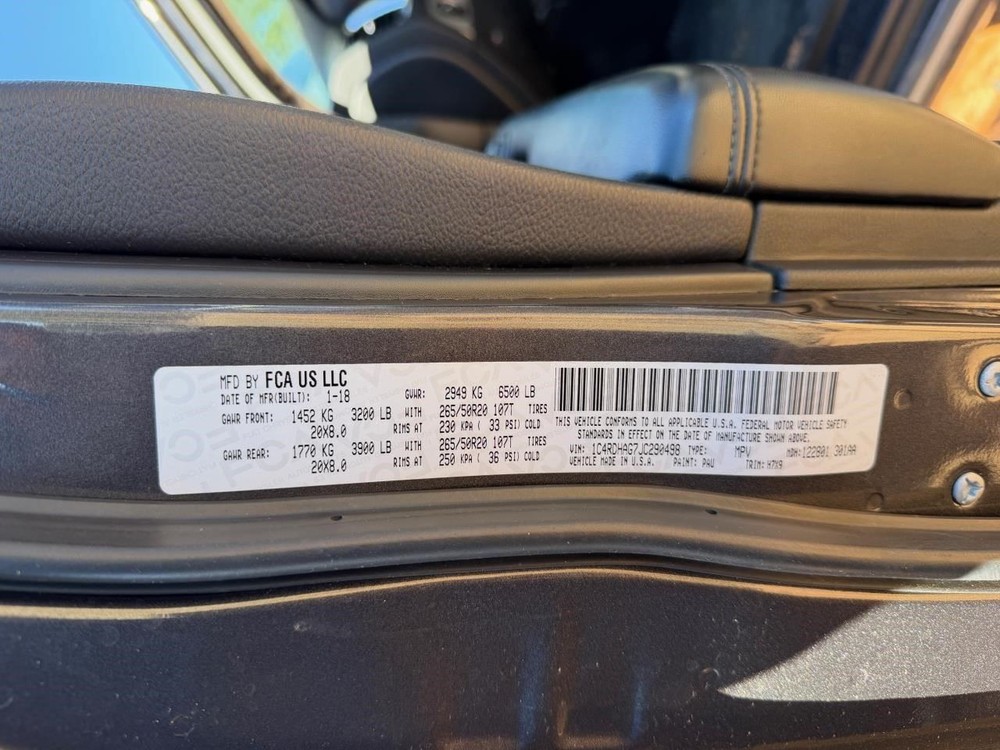 MFD BY FCA US LLC
DATE OF MFR(BUILT): 1-18
GVWR: 2949 KG 6500 LB
GAWR FRONT: 1452 KG 3200 LB WITH 265/50R20 107T TIRES
20X8.0 RIMS AT 230 KPA ( 33 PSI) COLD
GAWR REAR: 1770 KG 3900 LB WITH 265/50R20 107T TIRES
20X8.0 RIMS AT 250 KPA ( 36 PSI) COLD
THIS VEHICLE CONFORMS TO ALL APPLICABLE U.S.A. FEDERAL MOTOR VEHICLE SAFETY
STANDARDS IN EFFECT ON THE DATE OF MANUFACTURE SHOWN ABOVE.
VIN: 1C4RDHAG7JC290498 TYPE: MPV MDH: 122801 301AA
VEHICLE MADE IN U.S.A. PAINT: PAU TRIM: H7X9